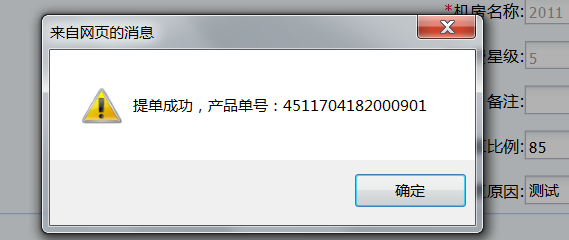 *机房名称: 2011
来自网页的消息
星级: 5
提单成功，产品单号：4511704182000901
备注:
比例: 85
确定
原因: 测试